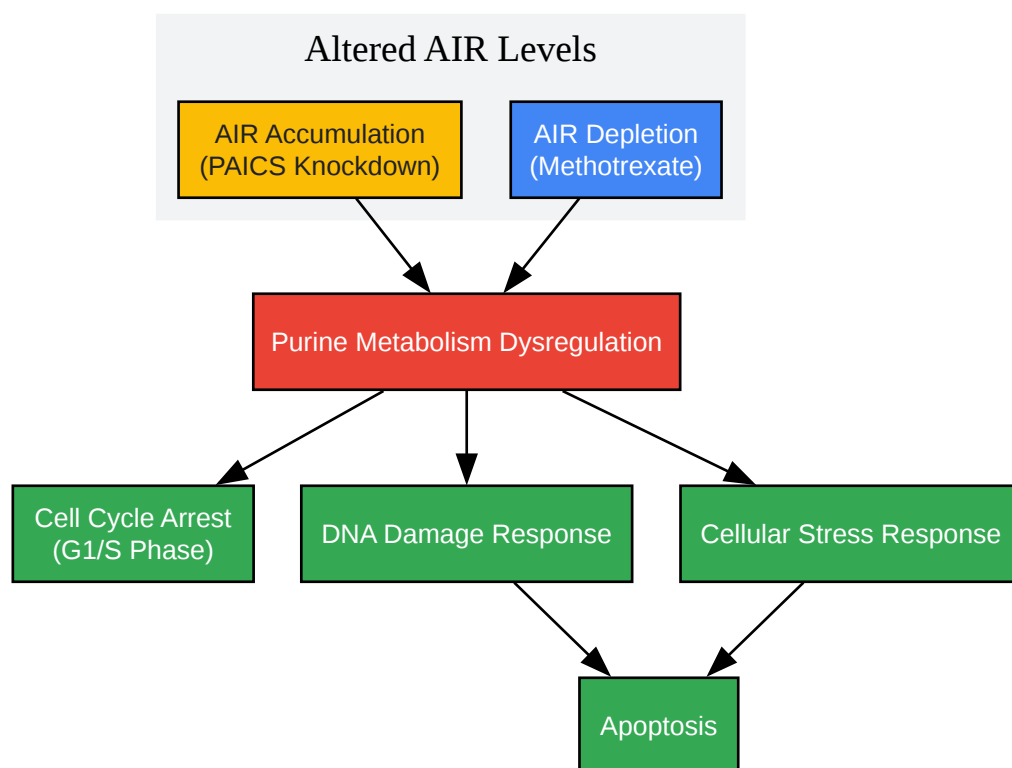 Altered AIR Levels
AIR Accumulation
(PAICS Knockdown)
AIR Depletion
(Methotrexate)
Purine Metabolism Dysregulation
Cell Cycle Arrest
(G1/S Phase)
DNA Damage Response
Cellular Stress Response
Apoptosis